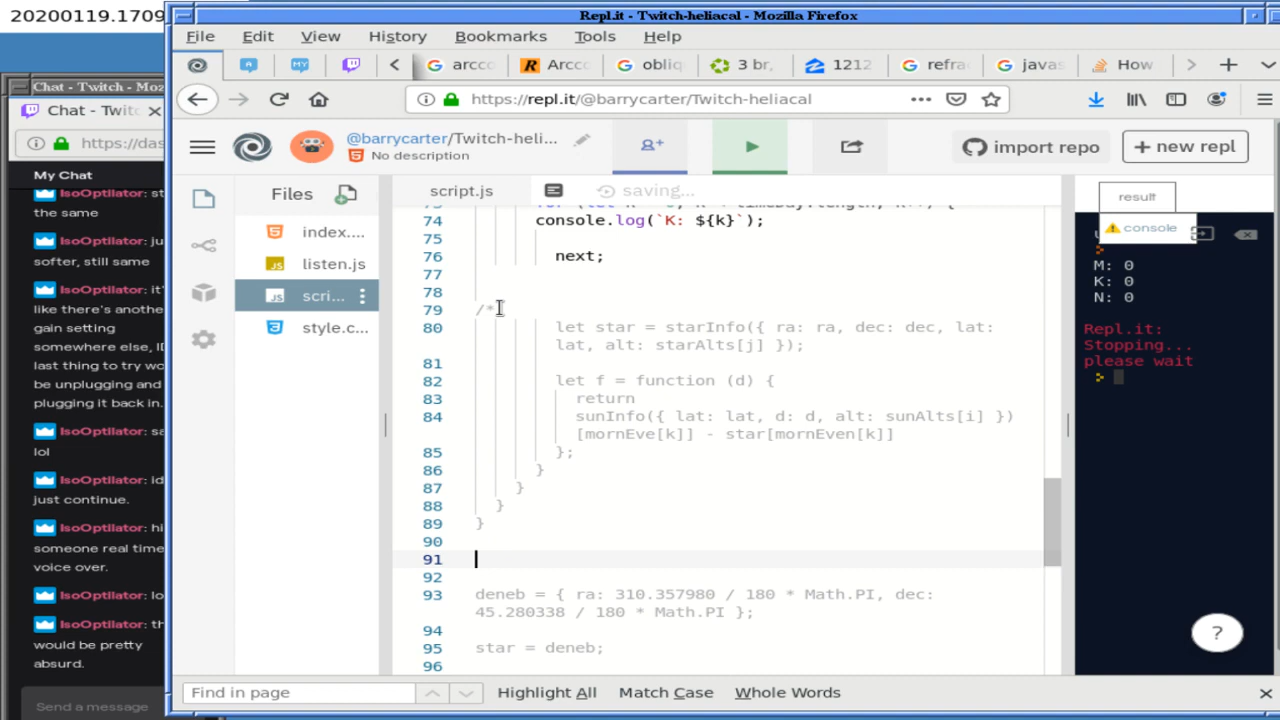 20200119.1709
Repl.it - Twitch-heliacal - Mozilla Firefox
File Edit View History Bookmarks Tools Help
arcco Arccc obliq 3 br, 1212 refra javas How
https://repl.it/@barrycarter/Twitch-heliacal
@barrycarter/Twitch-heli...
No description
import repo
+ new repl
Files
index....
listen.js
scri...
style.c...
script.js
saving...
74 console.log(`K: ${k}`);
75
76 next;
77
78
79 /*
80 let star = starInfo({ ra: ra, dec: dec, lat:
lat, alt: starAlts[j] });
81
82 let f = function (d) {
83 return
84 sunInfo({ lat: lat, d: d, alt: sunAlts[i] })
[mornEve[k]] - star[mornEven[k]]
85 };
86 }
87 }
88 }
89 }
90
91
92
93 deneb = { ra: 310.357980 / 180 * Math.PI, dec:
45.280338 / 180 * Math.PI };
94
95 star = deneb;
96
result
console
M: 0
K: 0
N: 0
Repl.it:
Stopping...
please wait
?
Find in page
Highlight All Match Case Whole Words
Chat - Twitch - Moz
Chat - Twitc
https://das
My Chat
IsoOptilator: st
the same
IsoOptilator: ju
softer, still same
IsoOptilator: it'
like there's anothe
gain setting
somewhere else, ID
last thing to try wo
be unplugging and
plugging it back in.
IsoOptilator: sa
lol
IsoOptilator: id
just continue.
IsoOptilator: hi
someone real time
voice over.
IsoOptilator: lo
IsoOptilator: th
would be pretty
absurd.
Send a message